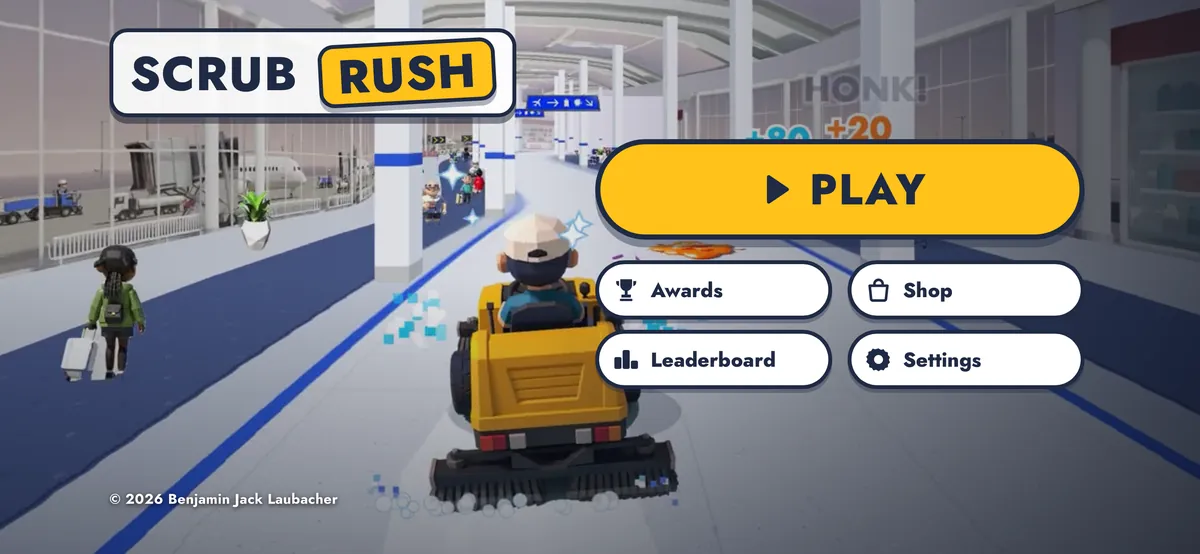 SCRUB RUSH
HONK!
+80 +20
PLAY
Awards
Shop
Leaderboard
Settings
© 2026 Benjamin Jack Laubacher